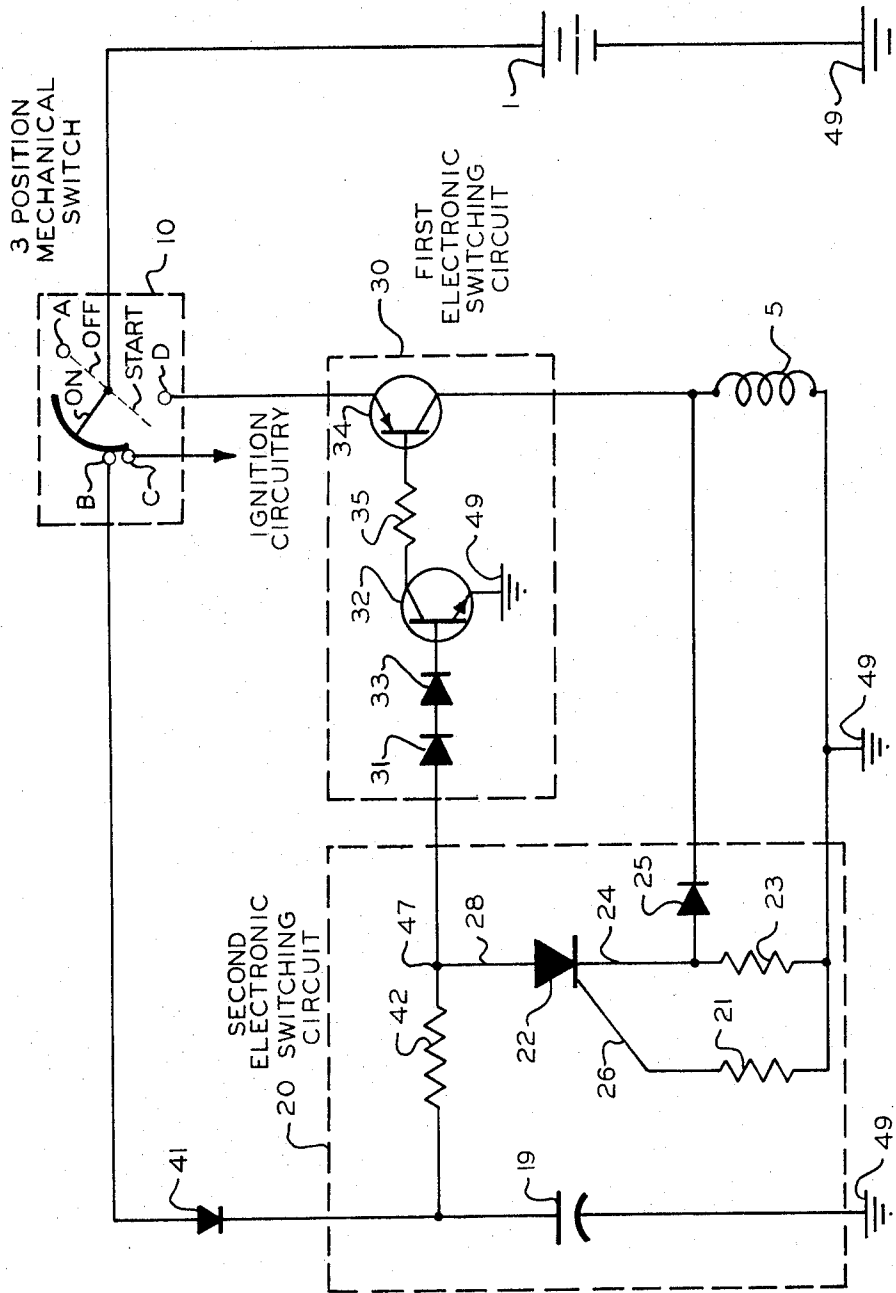 3 POSITION
MECHANICAL
SWITCH
10
A
OFF
ON
START
D
B
C
IGNITION
CIRCUITRY
1
49
FIRST
ELECTRONIC
SWITCHING
CIRCUIT
30
34
35
32
49
33
31
5
SECOND
ELECTRONIC
20 SWITCHING
CIRCUIT
47
28
42
22
24
25
23
26
21
41
19
49
49